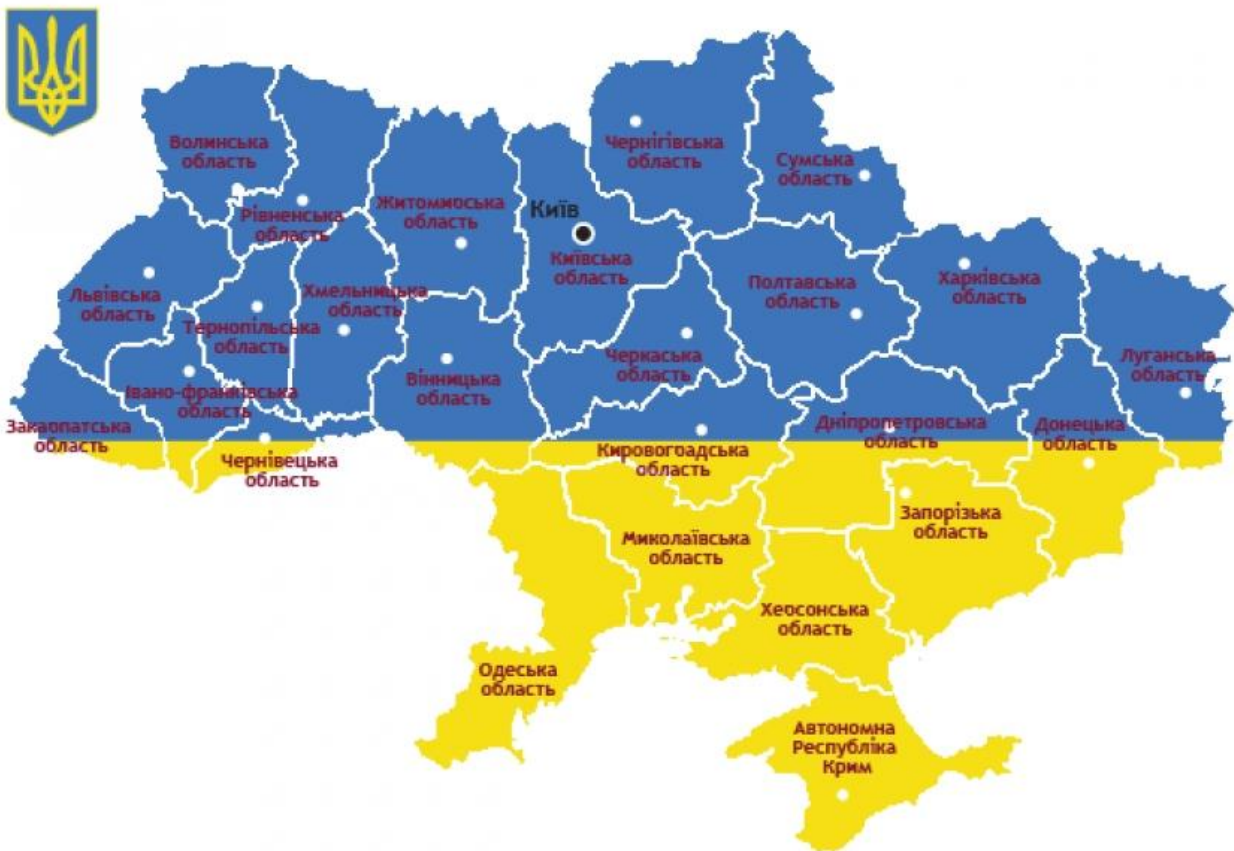 Волинська
область
Рівненська
область
Житомиоська
область
Київ
Київська
область
Чернігівська
область
Сумська
область
Львівська
область
Тернопільська
область
Хмельницька
область
Вінницька
область
Черкаська
область
Полтавська
область
Харківська
область
Луганська
область
Закаопатська
область
Івано-франківська
область
Чернівецька
область
Кировогоадська
область
Дніпропетровська
область
Донецька
область
Запорізька
область
Миколаївська
область
Хеосонська
область
Одеська
область
Автономна
Республіка
Крим